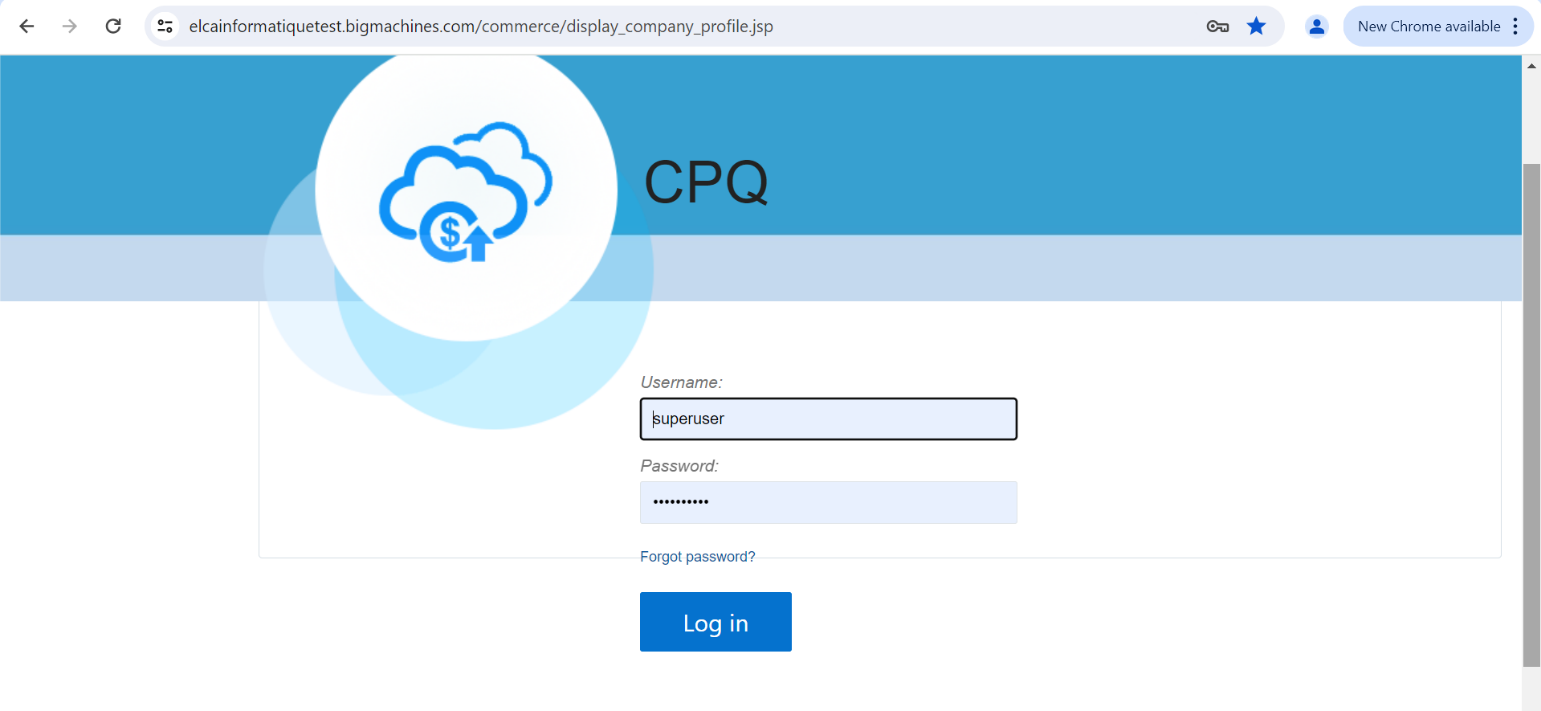 elcainformatiquetest.bigmachines.com/commerce/display_company_profile.jsp
New Chrome available
$
CPQ
Username:
superuser
Password:
••••••••••
Forgot password?
Log in